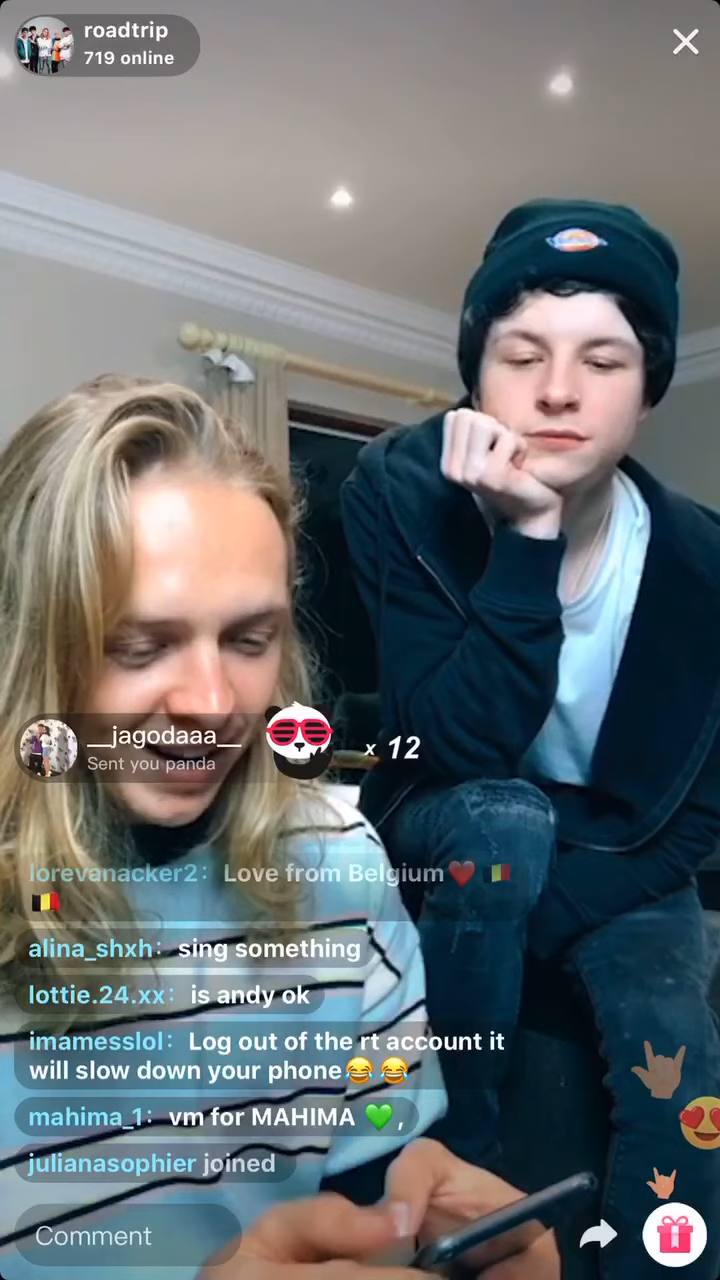 roadtrip
719 online
__jagodaaa__
Sent you panda
x 12
lorevanacker2: Love from Belgium❤️ 🇧🇪
🇧🇪
alina_shxh: sing something
lottie.24.xx: is andy ok
imamesslol: Log out of the rt account it
will slow down your phone😂😂
mahima_1: vm for MAHIMA 💚,
julianasophier joined
Comment